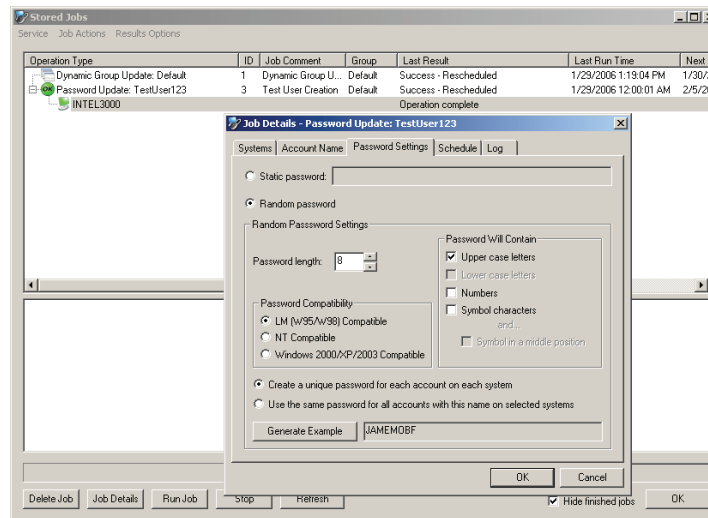 Stored Jobs
Service Job Actions Results Options
Operation Type ID Job Comment Group Last Result Last Run Time Next
Dynamic Group Update: Default 1 Dynamic Group U... Default Success - Rescheduled 1/29/2006 1:19:04 PM 1/30/
OK Password Update: TestUser123 3 Test User Creation Default Success - Rescheduled 1/29/2006 12:00:01 AM 2/5/2
INTEL3000 Operation complete
Job Details - Password Update: TestUser123
Systems Account Name Password Settings Schedule Log
Static password:
Random password
Random Passsword Settings
Password length: 8
Password Will Contain
Upper case letters
Lower case letters
Numbers
Symbol characters
and...
Symbol in a middle position
Password Compatibility
LM (W95/W98) Compatible
NT Compatible
Windows 2000/XP/2003 Compatible
Create a unique password for each account on each system
Use the same password for all accounts with this name on selected systems
Generate Example JAMEMOBF
OK Cancel
Delete Job Job Details Run Job Stop Refresh Hide finished jobs OK